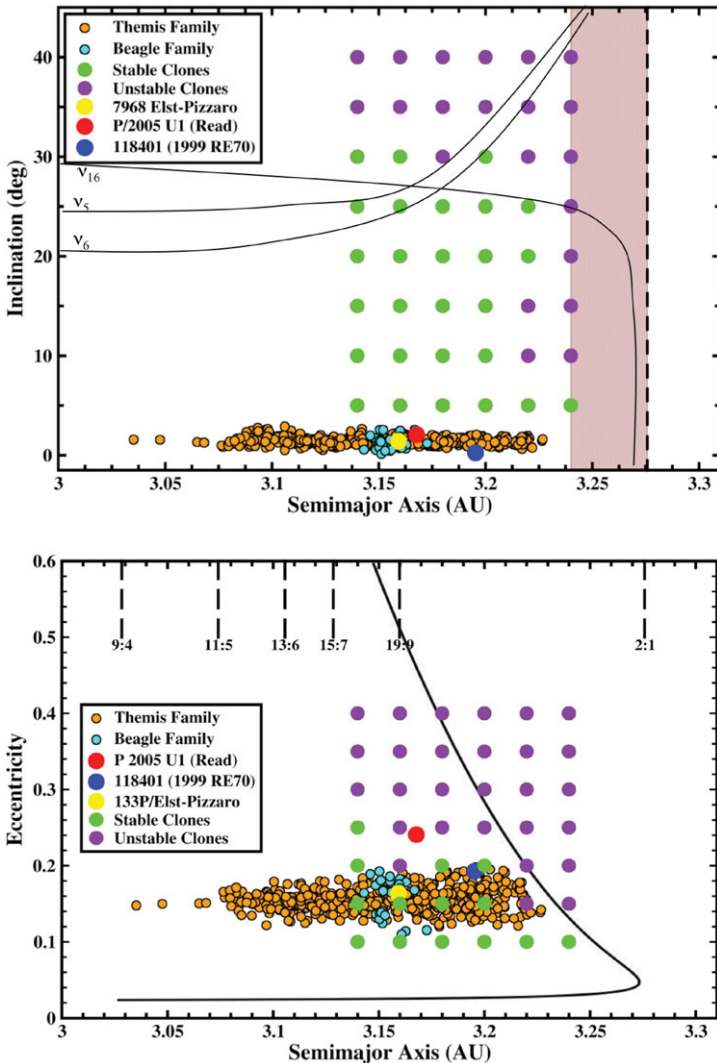 40
Themis Family
Beagle Family
Stable Clones
Unstable Clones
7968 Elst-Pizzaro
P/2005 U1 (Read)
118401 (1999 RE70)
30
ν16
ν5
ν6
20
10
0
Inclination (deg)
3 3.05 3.1 3.15 3.2 3.25 3.3
Semimajor Axis (AU)
0.6
9:4 11:5 13:6 15:7 19:9 2:1
0.5
0.4
Themis Family
Beagle Family
P 2005 U1 (Read)
118401 (1999 RE70)
133P/Elst-Pizzaro
Stable Clones
Unstable Clones
0.3
0.2
0.1
0
Eccentricity
3 3.05 3.1 3.15 3.2 3.25 3.3
Semimajor Axis (AU)